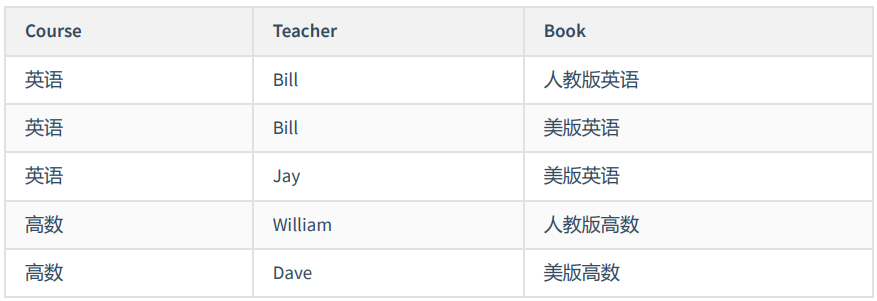 Course Teacher Book
英语 Bill 人教版英语
英语 Bill 美版英语
英语 Jay 美版英语
高数 William 人教版高数
高数 Dave 美版高数